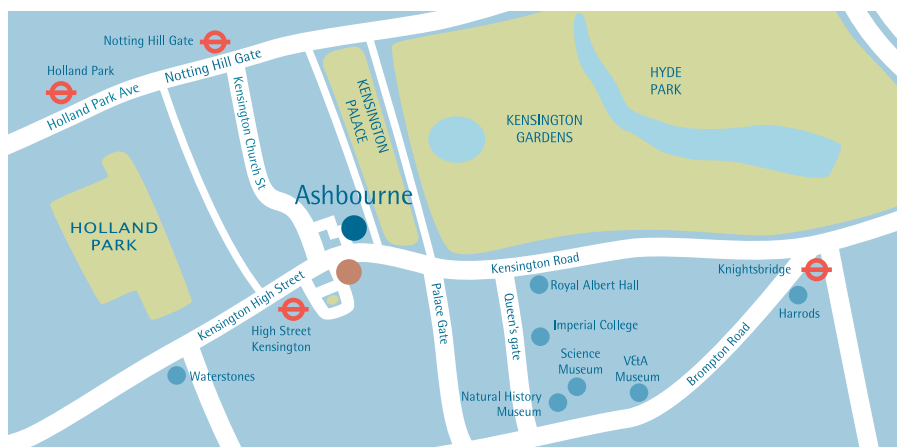 Notting Hill Gate
Holland Park
Notting Hill Gate
Holland Park Ave
Kensington Church St
KENSINGTON
PALACE
HYDE
PARK
KENSINGTON
GARDENS
Ashbourne
HOLLAND
PARK
Kensington Road
Knightsbridge
Royal Albert Hall
Kensington High Street
Palace Gate
Queen's gate
Harrods
High Street
Kensington
Imperial College
Science
Museum
V&A
Museum
Brompton Road
Waterstones
Natural History
Museum